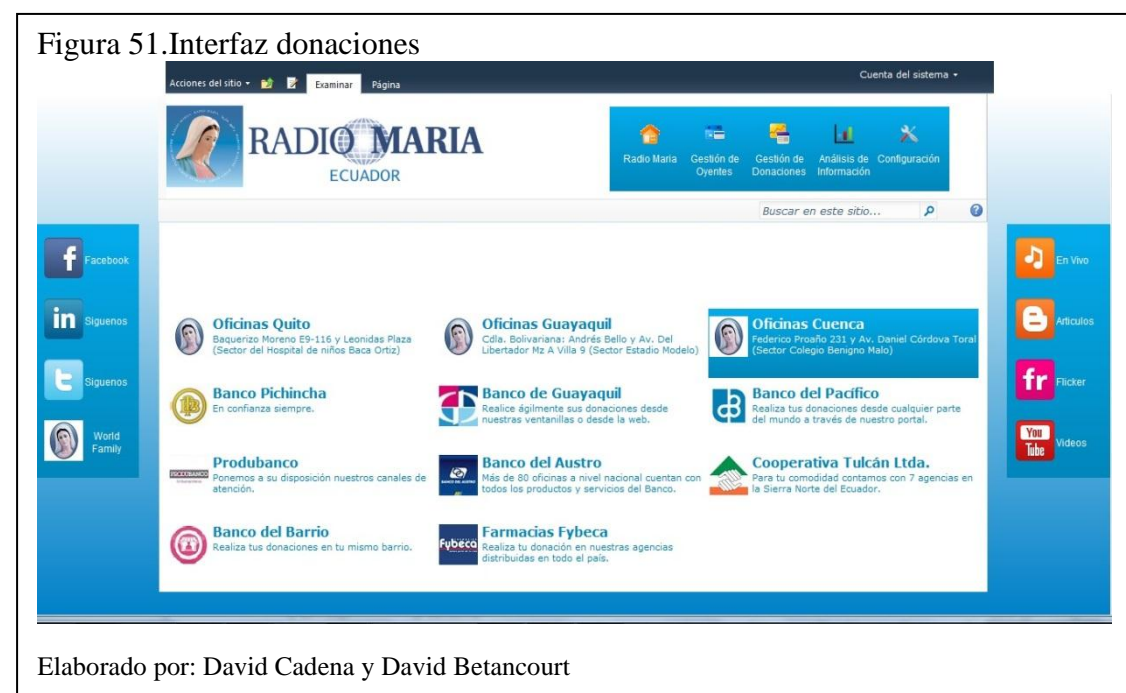 Figura 51.Interfaz donaciones
Acciones del sitio
Examinar
Página
Cuenta del sistema
RADIO MARIA
ECUADOR
Radio Maria
Gestión de
Oyentes
Gestión de
Donaciones
Análisis de
Información
Configuración
Buscar en este sitio...
Facebook
in
Siguenos
Siguenos
World
Family
Oficinas Quito
Baquerizo Moreno E9-116 y Leonidas Plaza
(Sector del Hospital de niños Baca Ortiz)
Oficinas Guayaquil
Cdla. Bolivariana: Andrés Bello y Av. Del
Libertador Mz A Villa 9 (Sector Estadio Modelo)
Oficinas Cuenca
Federico Proaño 231 y Av. Daniel Córdova Toral
(Sector Colegio Benigno Malo)
Banco Pichincha
En confianza siempre.
Banco de Guayaquil
Realice ágilmente sus donaciones desde
nuestras ventanillas o desde la web.
Banco del Pacífico
Realiza tus donaciones desde cualquier parte
del mundo a través de nuestro portal.
Produbanco
Ponemos a su disposición nuestros canales de
atención.
Banco del Austro
Más de 80 oficinas a nivel nacional cuentan con
todos los productos y servicios del Banco.
Cooperativa Tulcán Ltda.
Para tu comodidad contamos con 7 agencias en
la Sierra Norte del Ecuador.
Banco del Barrio
Realiza tus donaciones en tu mismo barrio.
Fybeca
Farmacias Fybeca
Realiza tu donación en nuestras agencias
distribuidas en todo el país.
En Vivo
Articulos
fr
Flicker
You
Tube
Videos
Elaborado por: David Cadena y David Betancourt